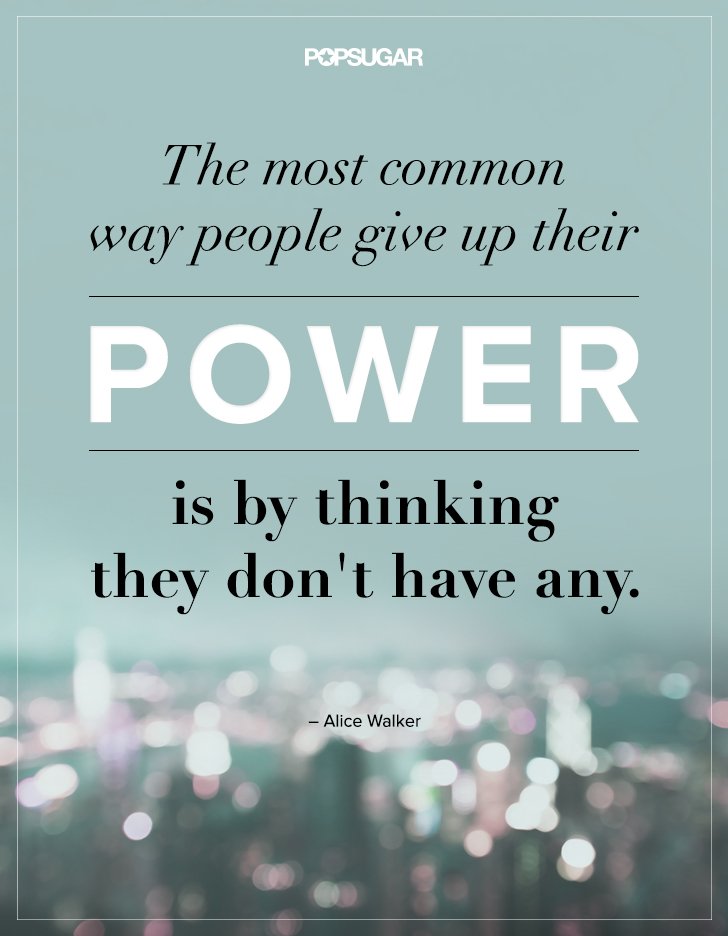 POPSUGAR
The most common
way people give up their
POWER
is by thinking
they don't have any.
– Alice Walker